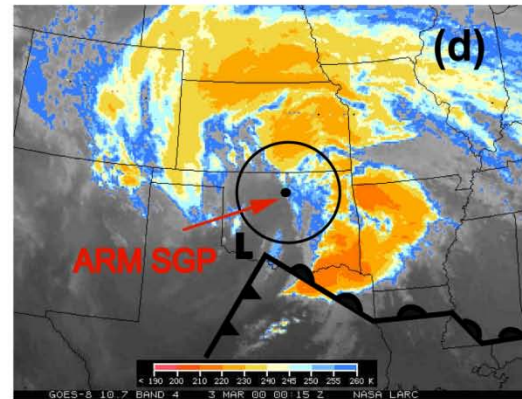 (d)
L
ARM SGP
< 190 200 210 220 230 240 245 250 255 260 K
GOES-8 10.7 BAND 4 3 MAR 00 00:15 Z NASA LARC